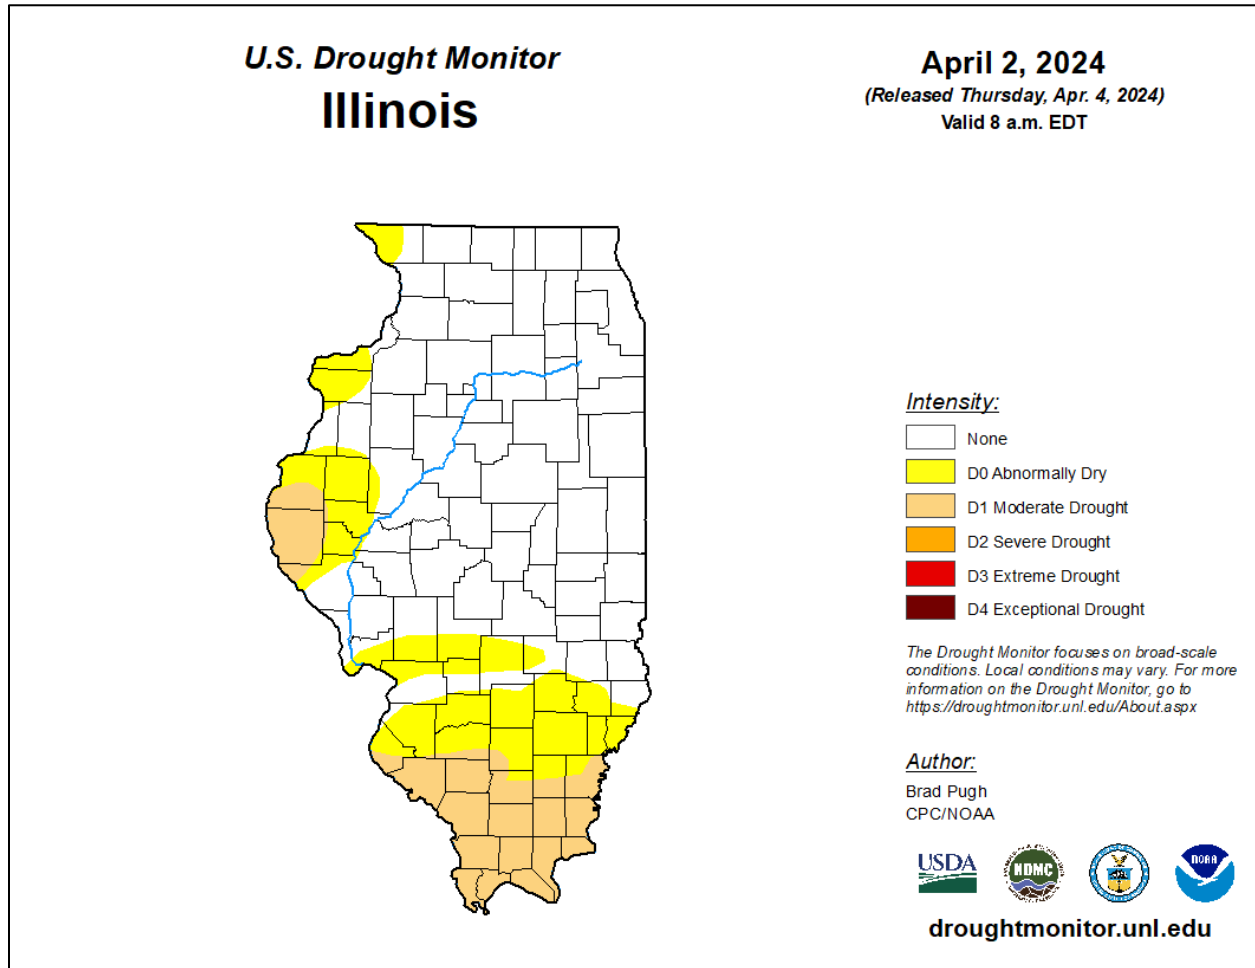 U.S. Drought Monitor
Illinois
April 2, 2024
(Released Thursday, Apr. 4, 2024)
Valid 8 a.m. EDT
Intensity:
None
D0 Abnormally Dry
D1 Moderate Drought
D2 Severe Drought
D3 Extreme Drought
D4 Exceptional Drought
The Drought Monitor focuses on broad-scale
conditions. Local conditions may vary. For more
information on the Drought Monitor, go to
https://droughtmonitor.unl.edu/About.aspx
Author:
Brad Pugh
CPC/NOAA
USDA
NDMC
NOAA
droughtmonitor.unl.edu